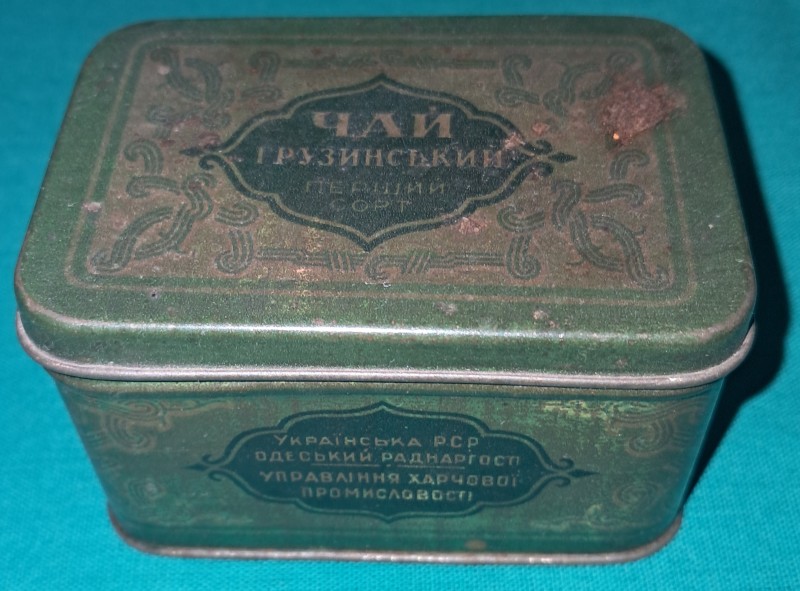 ЧАЙ
ГРУЗИНСЬКИЙ
ПЕРШИЙ
СОРТ
УКРАЇНСЬКА РСР
ОДЕСЬКИЙ РАДНАРГОСП
УПРАВЛІННЯ ХАРЧОВОЇ
ПРОМИСЛОВОСТІ